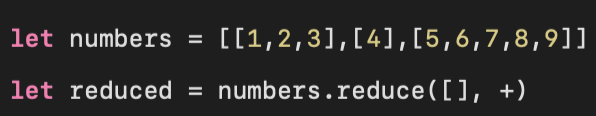 let numbers = [[1,2,3],[4],[5,6,7,8,9]]
let reduced = numbers.reduce([], +)